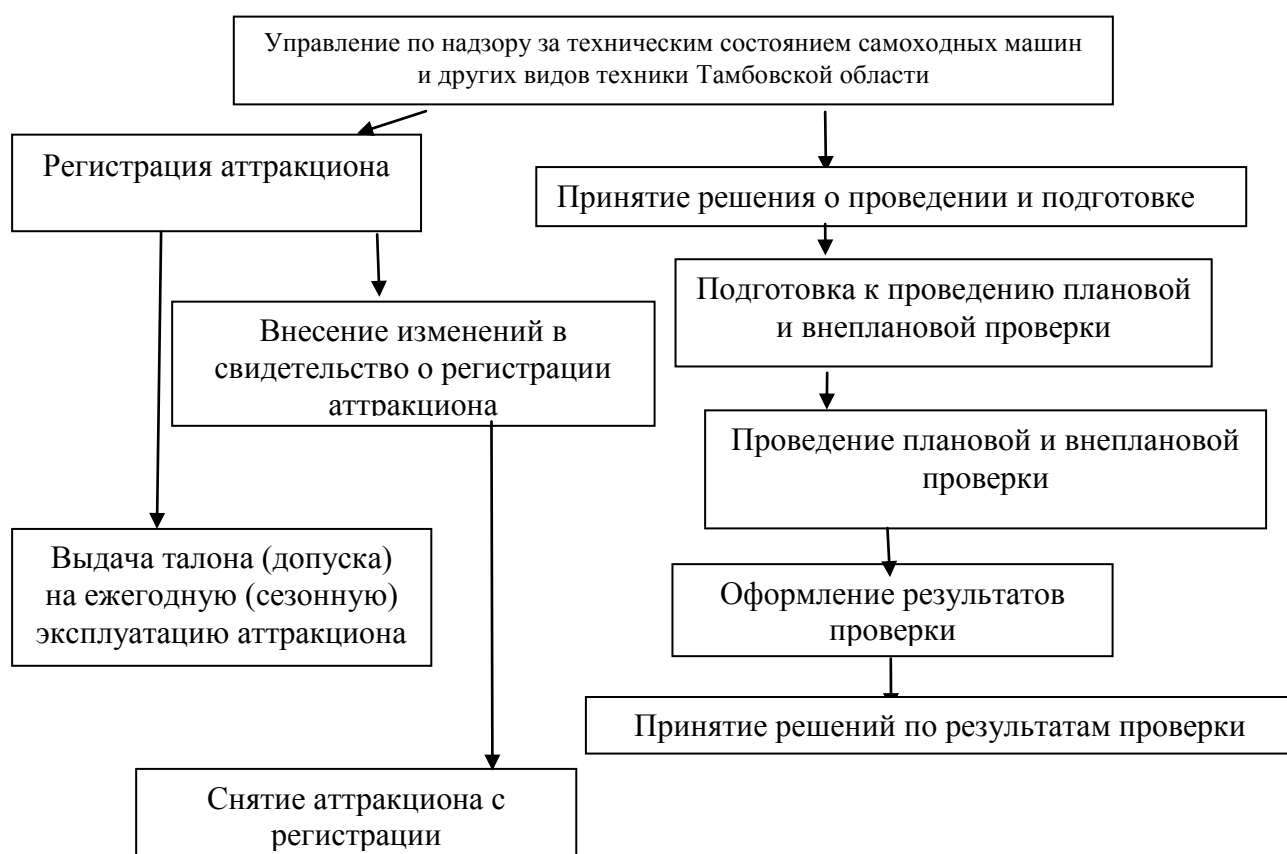 Управление по надзору за техническим состоянием самоходных машин
и других видов техники Тамбовской области
Регистрация аттракциона
Принятие решения о проведении и подготовке
Подготовка к проведению плановой
и внеплановой проверки
Внесение изменений в
свидетельство о регистрации
аттракциона
Проведение плановой и внеплановой
проверки
Выдача талона (допуска)
на ежегодную (сезонную)
эксплуатацию аттракциона
Оформление результатов
проверки
Принятие решений по результатам проверки
Снятие аттракциона с
регистрации